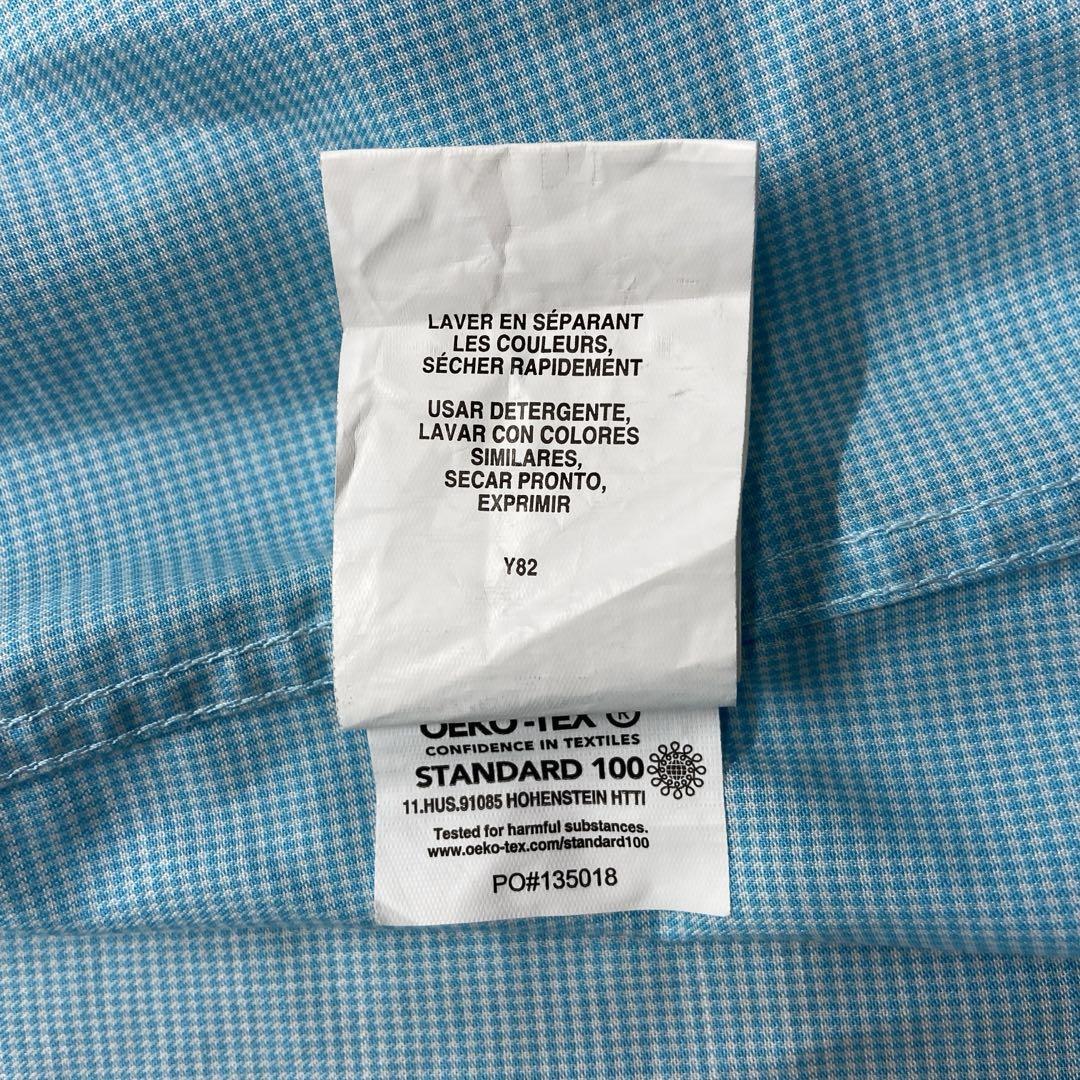 LAVER EN SÉPARANT
LES COULEURS,
SÉCHER RAPIDEMENT
USAR DETERGENTE,
LAVAR CON COLORES
SIMILARES,
SECAR PRONTO,
EXPRIMIR
Y82
OEKO-TEX ®
CONFIDENCE IN TEXTILES
STANDARD 100
11.HUS.91085 HOHENSTEIN HTTI
Tested for harmful substances.
www.oeko-tex.com/standard100
PO#135018